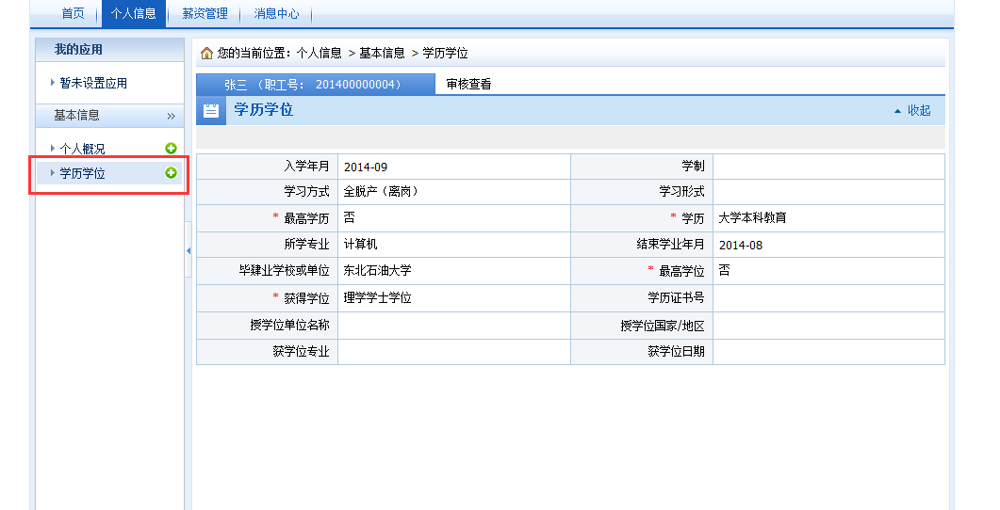 首页 个人信息 薪资管理 消息中心
我的应用
暂未设置应用
基本信息 »
个人概况
学历学位
您的当前位置：个人信息 >基本信息 >学历学位
张三 （职工号： 201400000004） 审核查看
学历学位 收起
入学年月 2014-09 学制
学习方式 全脱产（离岗） 学习形式
* 最高学历 否 * 学历 大学本科教育
所学专业 计算机 结束学业年月 2014-08
毕肄业学校或单位 东北石油大学 * 最高学位 否
* 获得学位 理学学士学位 学历证书号
授学位单位名称 授学位国家/地区
获学位专业 获学位日期